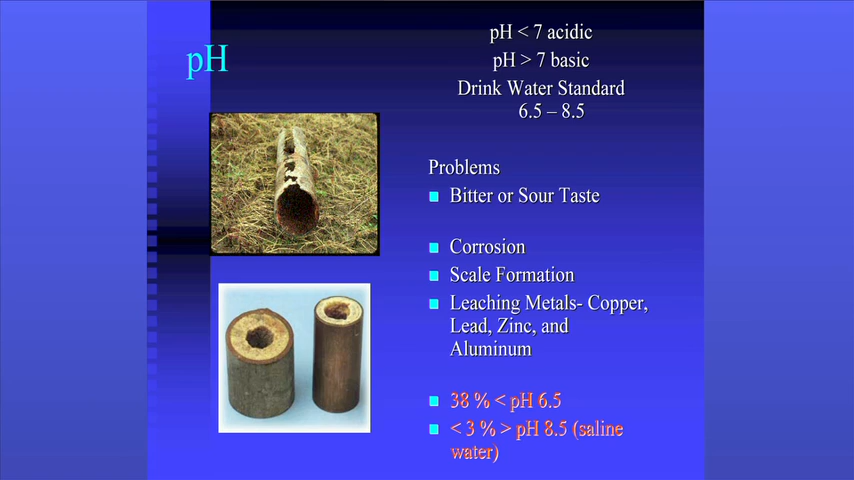 pH
pH < 7 acidic
pH > 7 basic
Drink Water Standard
6.5 – 8.5
Problems
Bitter or Sour Taste
Corrosion
Scale Formation
Leaching Metals- Copper,
Lead, Zinc, and
Aluminum
38 % < pH 6.5
< 3 % > pH 8.5 (saline
water)